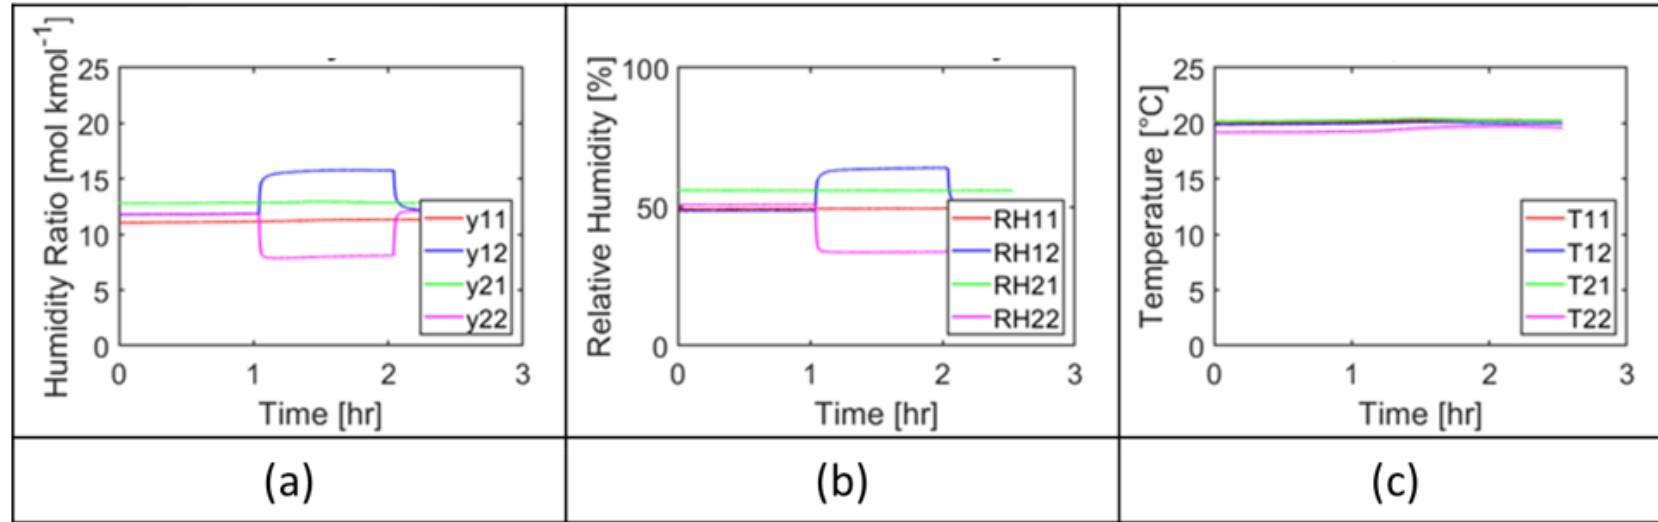 Humidity Ratio [mol kmol⁻¹]
25
20
15
10
5
0
0 1 2 3
Time [hr]
y11
y12
y21
y22
(a)
Relative Humidity [%]
100
50
0
0 1 2 3
Time [hr]
RH11
RH12
RH21
RH22
(b)
Temperature [°C]
25
20
15
10
5
0
0 1 2 3
Time [hr]
T11
T12
T21
T22
(c)